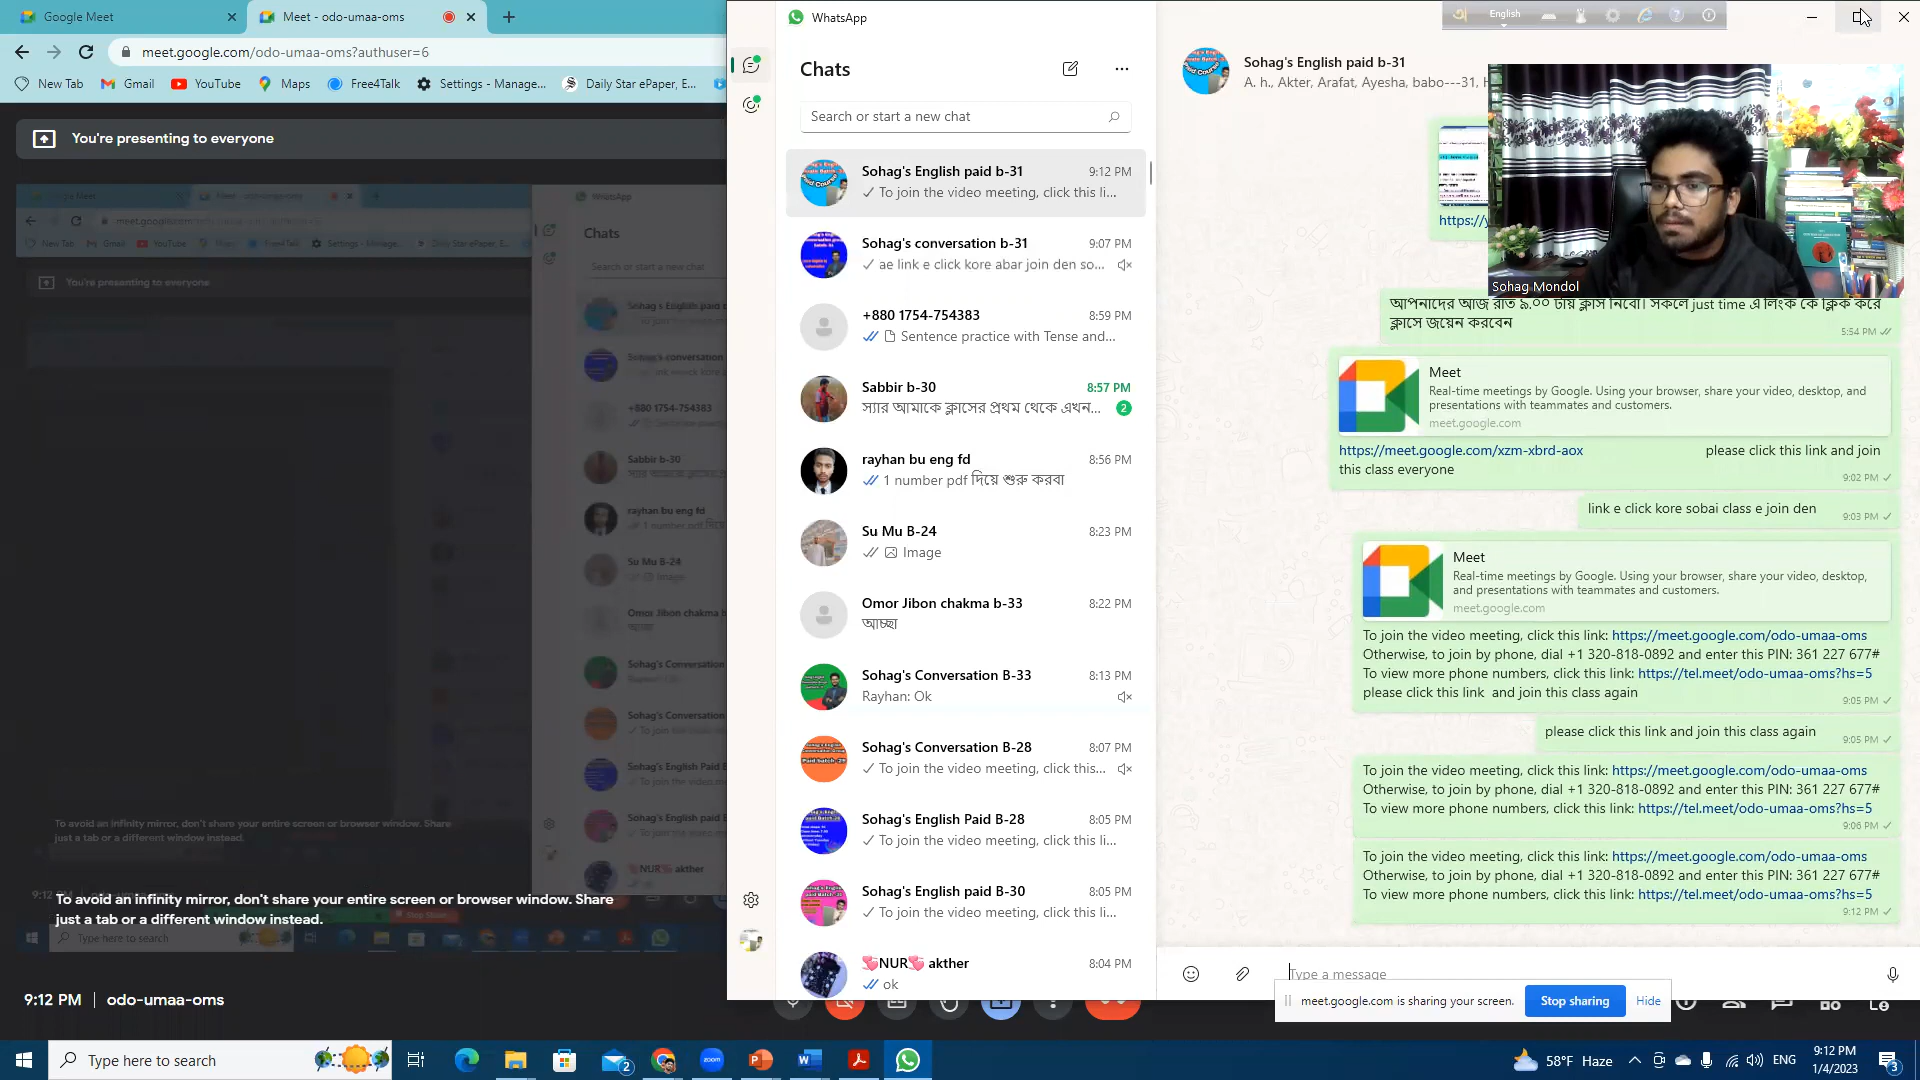 Google Meet
Meet - odo-umaa-oms
meet.google.com/odo-umaa-oms?authuser=6
New Tab
Gmail
YouTube
Maps
Free4Talk
Settings - Manage...
Daily Star ePaper, E...
You're presenting to everyone
To avoid an infinity mirror, don't share your entire screen or browser window. Share
just a tab or a different window instead.
9:12 PM | odo-umaa-oms
WhatsApp
Chats
Search or start a new chat
Sohag's English paid b-31
9:12 PM
To join the video meeting, click this li...
Sohag's conversation b-31
9:07 PM
ae link e click kore abar join den so...
+880 1754-754383
8:59 PM
Sentence practice with Tense and...
Sabbir b-30
8:57 PM
স্যার আমাকে ক্লাসের প্রথম থেকে এখন...
2
rayhan bu eng fd
8:56 PM
1 number pdf দিয়ে শুরু করবা
Su Mu B-24
8:23 PM
Image
Omor Jibon chakma b-33
8:22 PM
আচ্ছা
Sohag's Conversation B-33
8:13 PM
Rayhan: Ok
Sohag's Conversation B-28
8:07 PM
To join the video meeting, click this...
Sohag's English Paid B-28
8:05 PM
To join the video meeting, click this li...
Sohag's English paid B-30
8:05 PM
To join the video meeting, click this li...
NUR akther
8:04 PM
ok
English
Sohag's English paid b-31
A. h., Akter, Arafat, Ayesha, babo---31, H
https://y
Sohag Mondol
আপনাদের আজ রাত ৯.০০ টায় ক্লাস নিবো। সকলে just time এ লিংক কে ক্লিক করে
ক্লাসে জয়েন করবেন
5:54 PM
Meet
Real-time meetings by Google. Using your browser, share your video, desktop, and
presentations with teammates and customers.
meet.google.com
https://meet.google.com/xzm-xbrd-aox please click this link and join
this class everyone
9:02 PM
link e click kore sobai class e join den
9:03 PM
Meet
Real-time meetings by Google. Using your browser, share your video, desktop,
and presentations with teammates and customers.
meet.google.com
To join the video meeting, click this link: https://meet.google.com/odo-umaa-oms
Otherwise, to join by phone, dial +1 320-818-0892 and enter this PIN: 361 227 677#
To view more phone numbers, click this link: https://tel.meet/odo-umaa-oms?hs=5
please click this link and join this class again
9:05 PM
please click this link and join this class again
9:05 PM
To join the video meeting, click this link: https://meet.google.com/odo-umaa-oms
Otherwise, to join by phone, dial +1 320-818-0892 and enter this PIN: 361 227 677#
To view more phone numbers, click this link: https://tel.meet/odo-umaa-oms?hs=5
9:06 PM
To join the video meeting, click this link: https://meet.google.com/odo-umaa-oms
Otherwise, to join by phone, dial +1 320-818-0892 and enter this PIN: 361 227 677#
To view more phone numbers, click this link: https://tel.meet/odo-umaa-oms?hs=5
9:12 PM
Type a message
meet.google.com is sharing your screen.
Stop sharing
Hide
Type here to search
2
zoom
58°F Haze
ENG
9:12 PM
1/4/2023
3